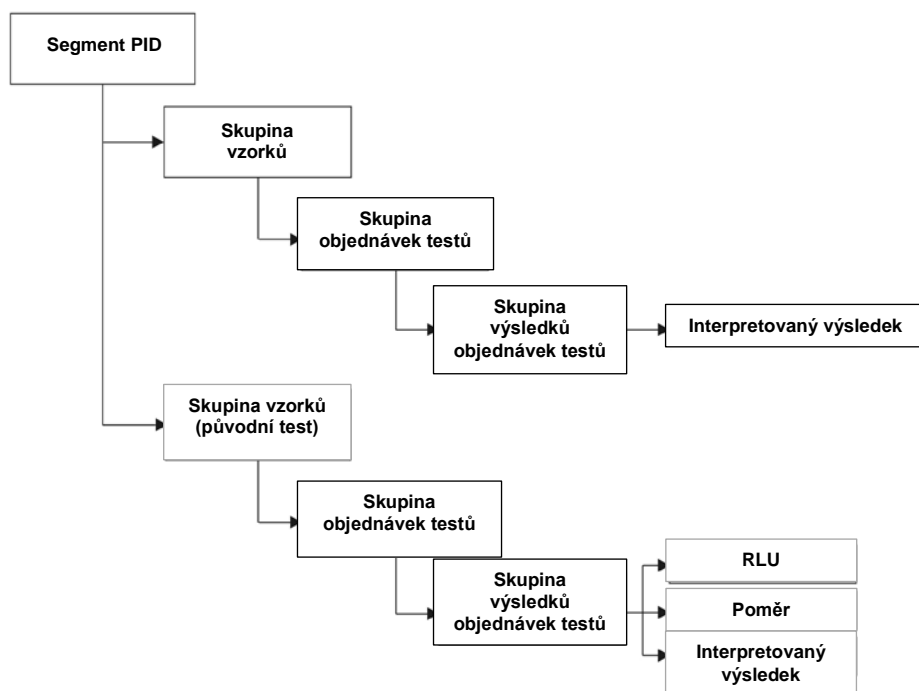 Segment PID
Skupina
vzorků
Skupina
objednávek testů
Skupina
výsledků
objednávek testů
Interpretovaný výsledek
Skupina vzorků
(původní test)
Skupina
objednávek testů
Skupina
výsledků
objednávek testů
RLU
Poměr
Interpretovaný
výsledek